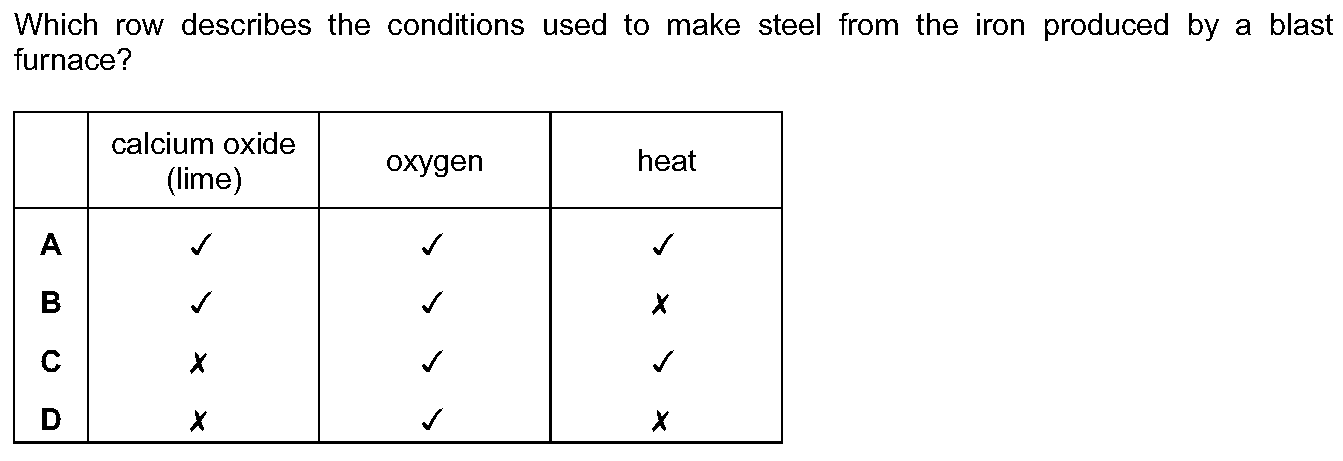 Which row describes the conditions used to make steel from the iron produced by a blast
furnace?
calcium oxide
(lime)
oxygen
heat
A ✓ ✓ ✓
B ✓ ✓ ✗
C ✗ ✓ ✓
D ✗ ✓ ✗